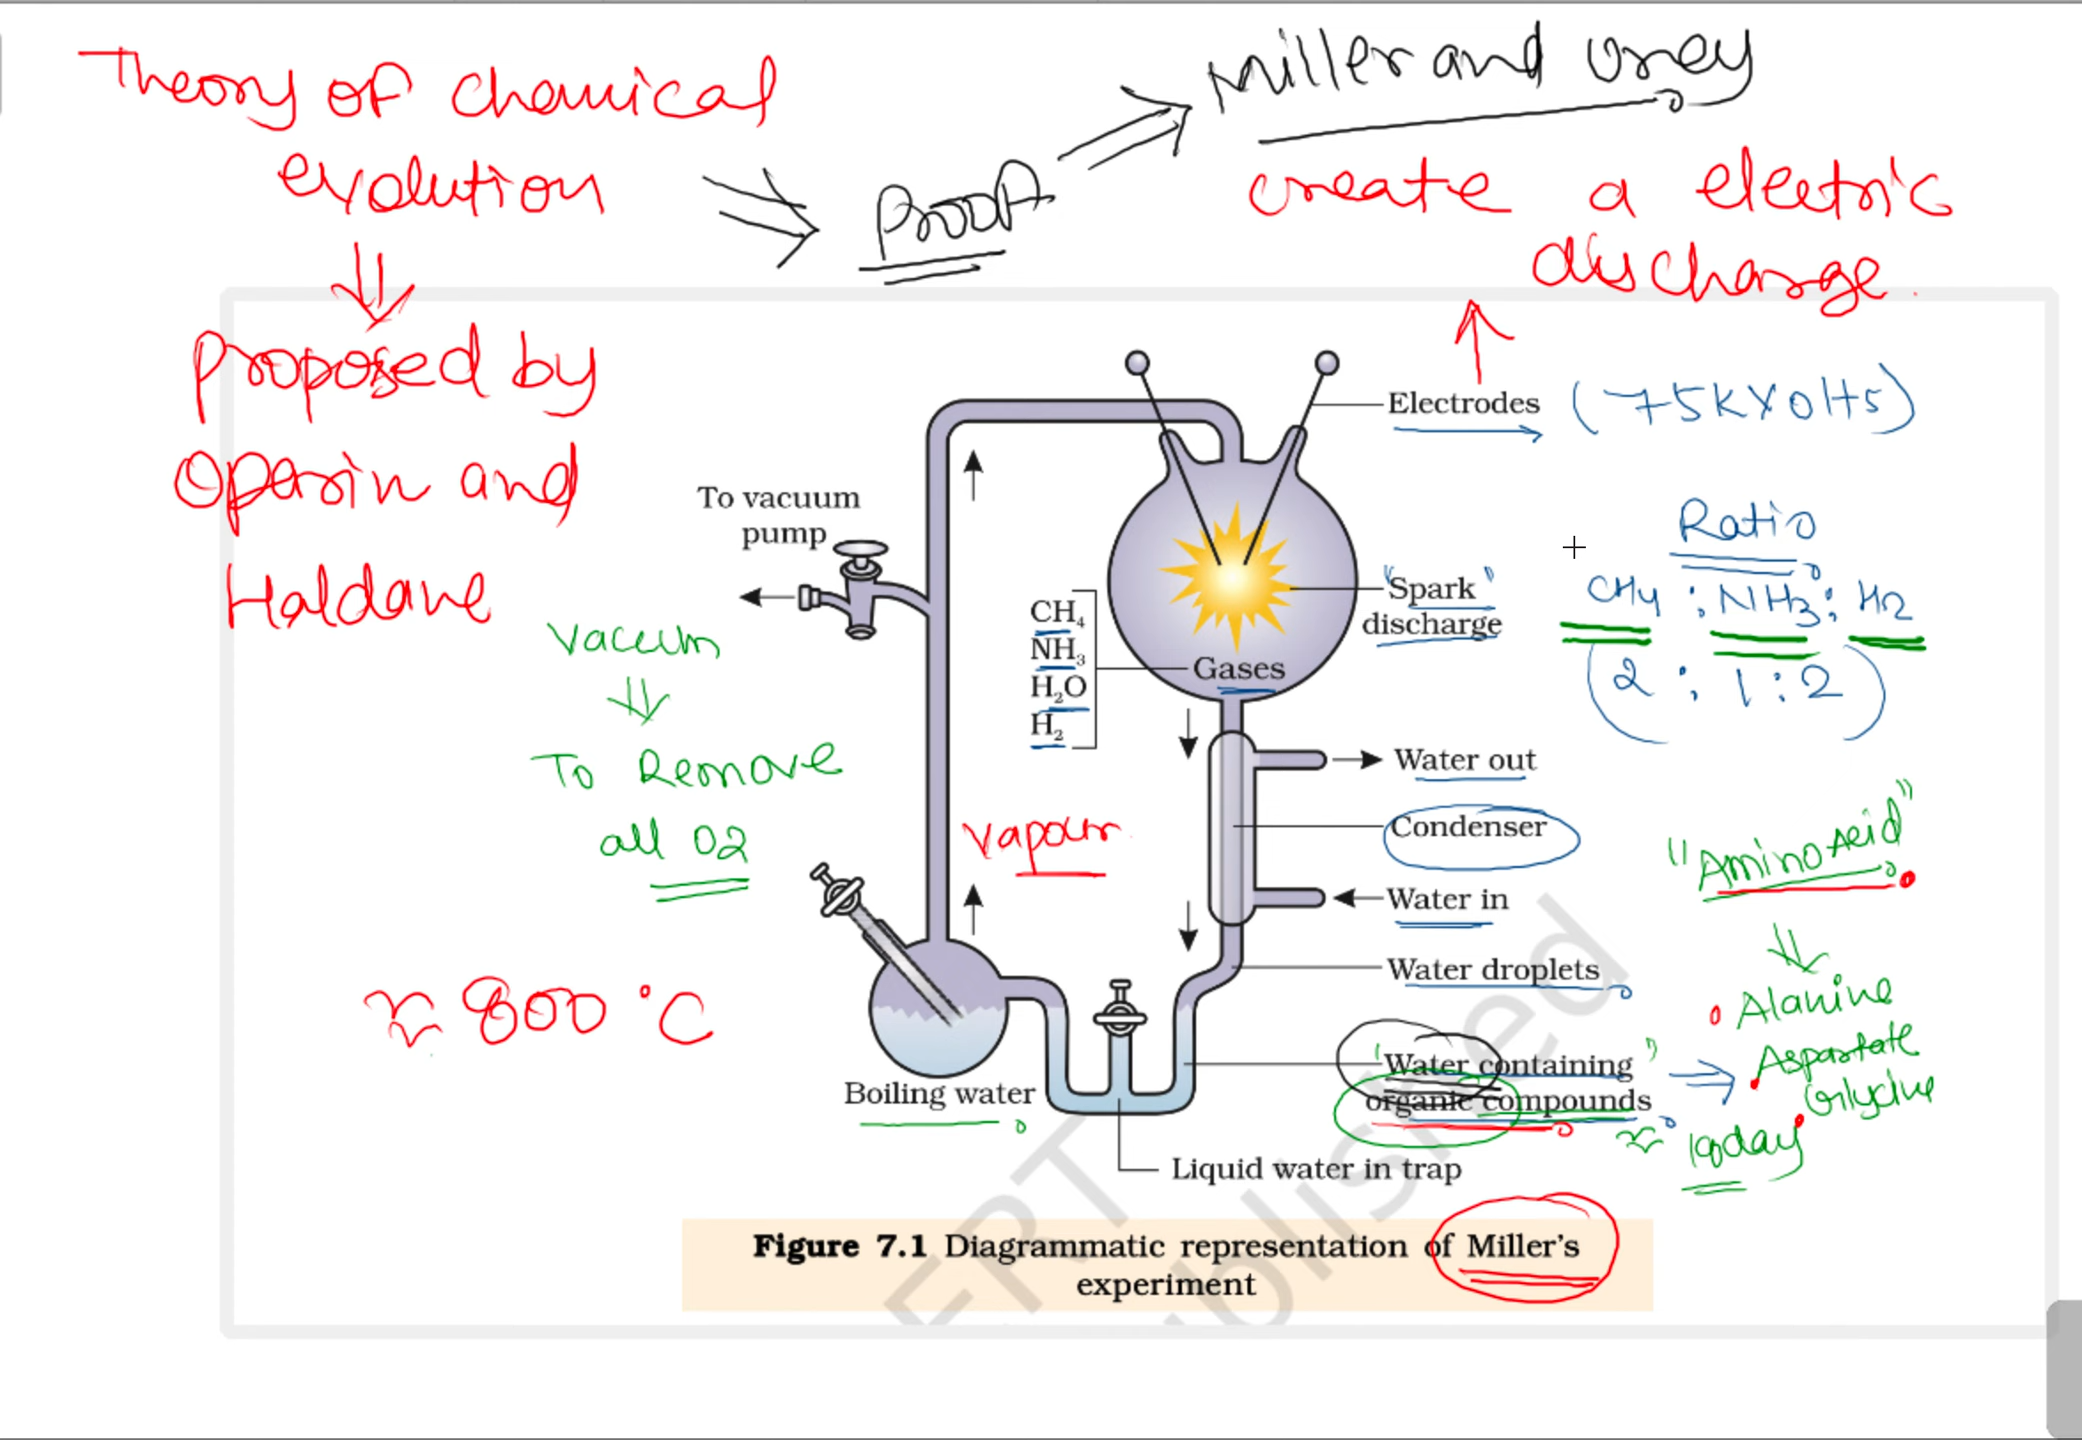 Theory of chemical
evolution
Proof
Miller and Urey
create a electric
discharge.
Proposed by
Oparin and
Haldane
Electrodes (75KVolts)
To vacuum
pump
Ratio
CH4 : NH3 : H2
(2 : 1 : 2)
"Spark"
discharge
CH₄
NH₃
H₂O
H₂
Gases
Vacuum
To Remove
all O2
Vapour
Water out
Condenser
Water in
Water droplets
"Amino Acid"
Alanine
Aspartate
Glycine
≈ 800 °C
Boiling water
"Water containing"
organic compounds
Liquid water in trap
Figure 7.1 Diagrammatic representation of Miller's
experiment